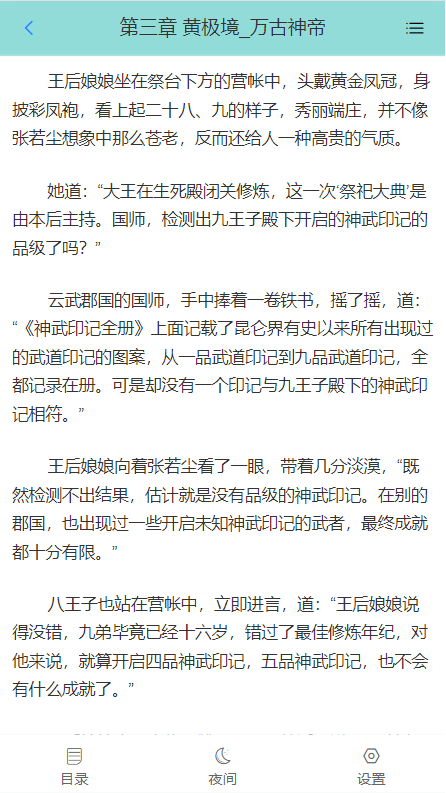 第三章 黄极境_万古神帝
王后娘娘坐在祭台下方的营帐中，头戴黄金凤冠，身
披彩凤袍，看上起二十八、九的样子，秀丽端庄，并不像
张若尘想象中那么苍老，反而还给人一种高贵的气质。
她道：“大王在生死殿闭关修炼，这一次‘祭祀大典’是
由本后主持。国师，检测出九王子殿下开启的神武印记的
品级了吗？”
云武郡国的国师，手中捧着一卷铁书，摇了摇，道：
“《神武印记全册》上面记载了昆仑界有史以来所有出现过
的武道印记的图案，从一品武道印记到九品武道印记，全
都记录在册。可是却没有一个印记与九王子殿下的神武印
记相符。”
王后娘娘向着张若尘看了一眼，带着几分淡漠，“既
然检测不出结果，估计就是没有品级的神武印记。在别的
郡国，也出现过一些开启未知神武印记的武者，最终成就
都十分有限。”
八王子也站在营帐中，立即进言，道：“王后娘娘说
得没错，九弟毕竟已经十六岁，错过了最佳修炼年纪，对
他来说，就算开启四品神武印记，五品神武印记，也不会
有什么成就了。”
目录
夜间
设置